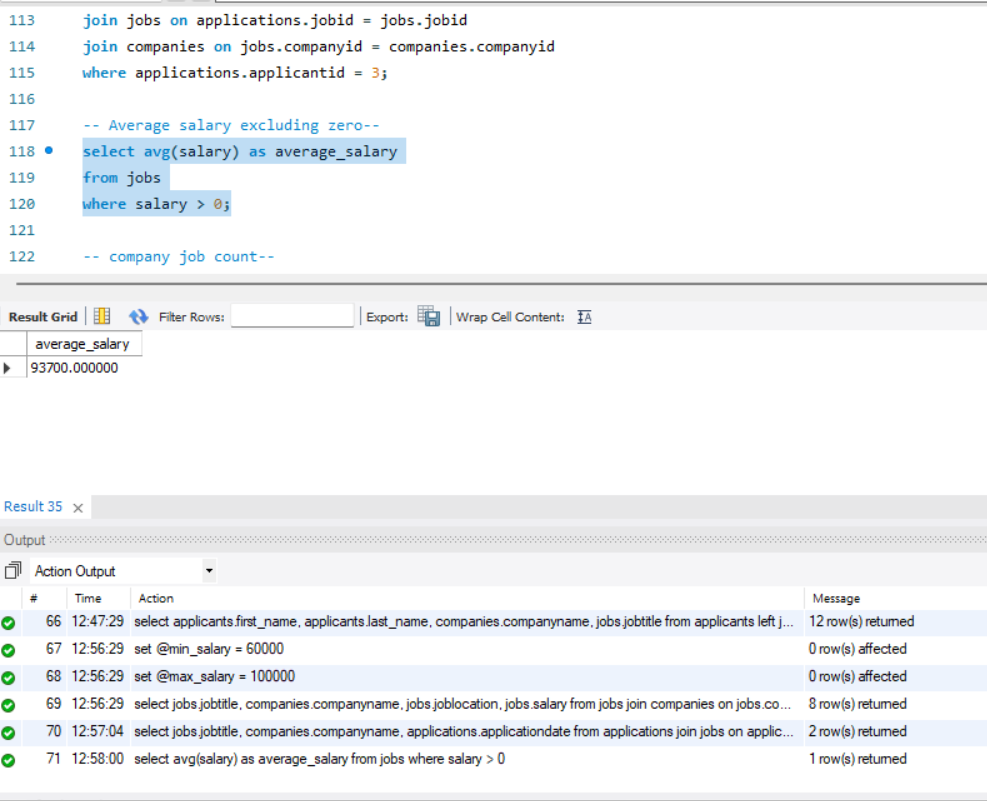 113 join jobs on applications.jobid = jobs.jobid
114 join companies on jobs.companyid = companies.companyid
115 where applications.applicantid = 3;
116
117 -- Average salary excluding zero--
118 select avg(salary) as average_salary
119 from jobs
120 where salary > 0;
121
122 -- company job count--
Result Grid Filter Rows: Export: Wrap Cell Content: IA
average_salary
93700.000000
Result 35 ×
Output
Action Output
# Time Action Message
66 12:47:29 select applicants.first_name, applicants.last_name, companies.companyname, jobs.jobtitle from applicants left j... 12 row(s) returned
67 12:56:29 set @min_salary = 60000 0 row(s) affected
68 12:56:29 set @max_salary = 100000 0 row(s) affected
69 12:56:29 select jobs.jobtitle, companies.companyname, jobs.joblocation, jobs.salary from jobs join companies on jobs.co... 8 row(s) returned
70 12:57:04 select jobs.jobtitle, companies.companyname, applications.applicationdate from applications join jobs on applic... 2 row(s) returned
71 12:58:00 select avg(salary) as average_salary from jobs where salary > 0 1 row(s) returned